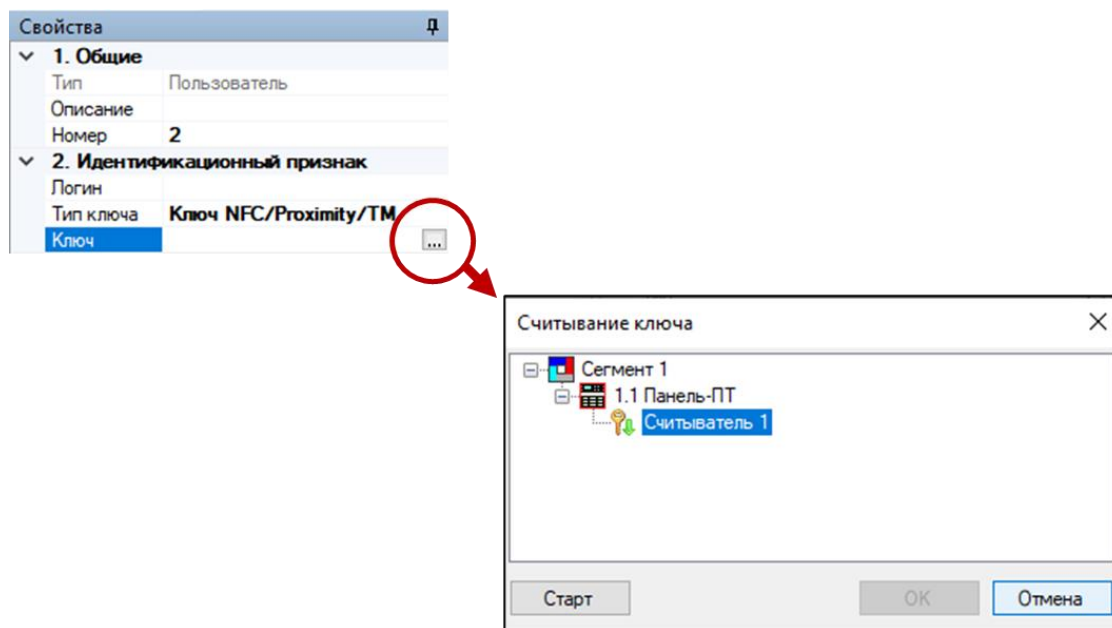 Свойства
1. Общие
Тип Пользователь
Описание
Номер 2
2. Идентификационный признак
Логин
Тип ключа Ключ NFC/Proximity/TM
Ключ ...
Считывание ключа
Сегмент 1
1.1 Панель-ПТ
Считыватель 1
Старт OK Отмена